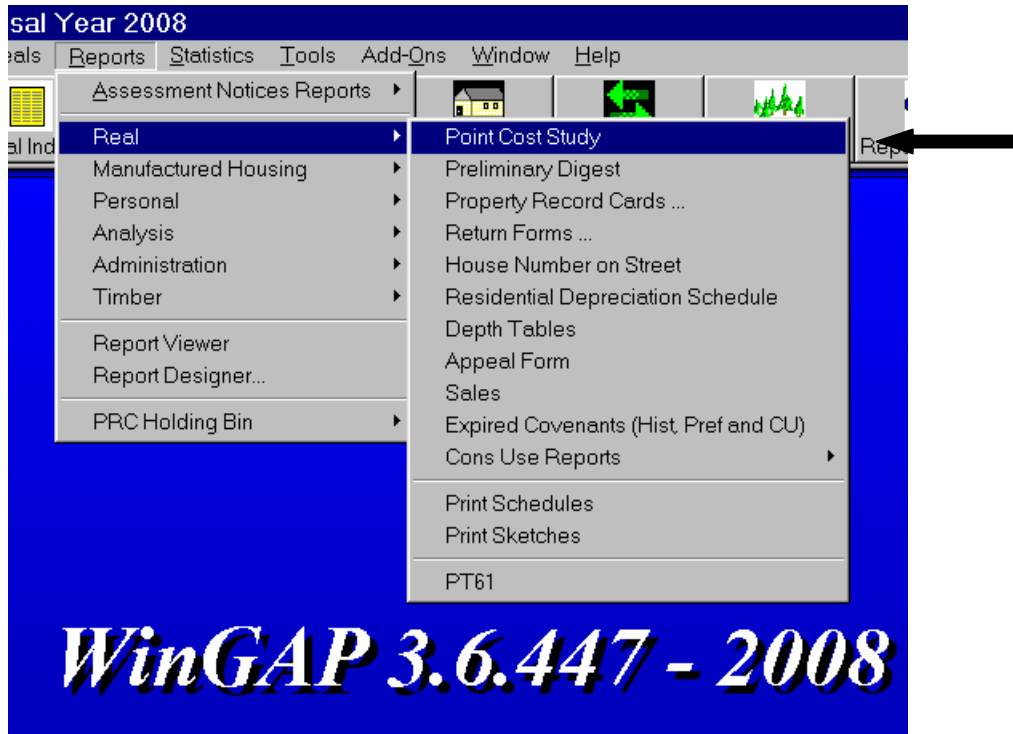 sal Year 2008
eals Reports Statistics Tools Add-Ons Window Help
al Ind Rep
Assessment Notices Reports
Real
Manufactured Housing
Personal
Analysis
Administration
Timber
Report Viewer
Report Designer...
PRC Holding Bin
Point Cost Study
Preliminary Digest
Property Record Cards ...
Return Forms ...
House Number on Street
Residential Depreciation Schedule
Depth Tables
Appeal Form
Sales
Expired Covenants (Hist, Pref and CU)
Cons Use Reports
Print Schedules
Print Sketches
PT61
WinGAP 3.6.447 - 2008